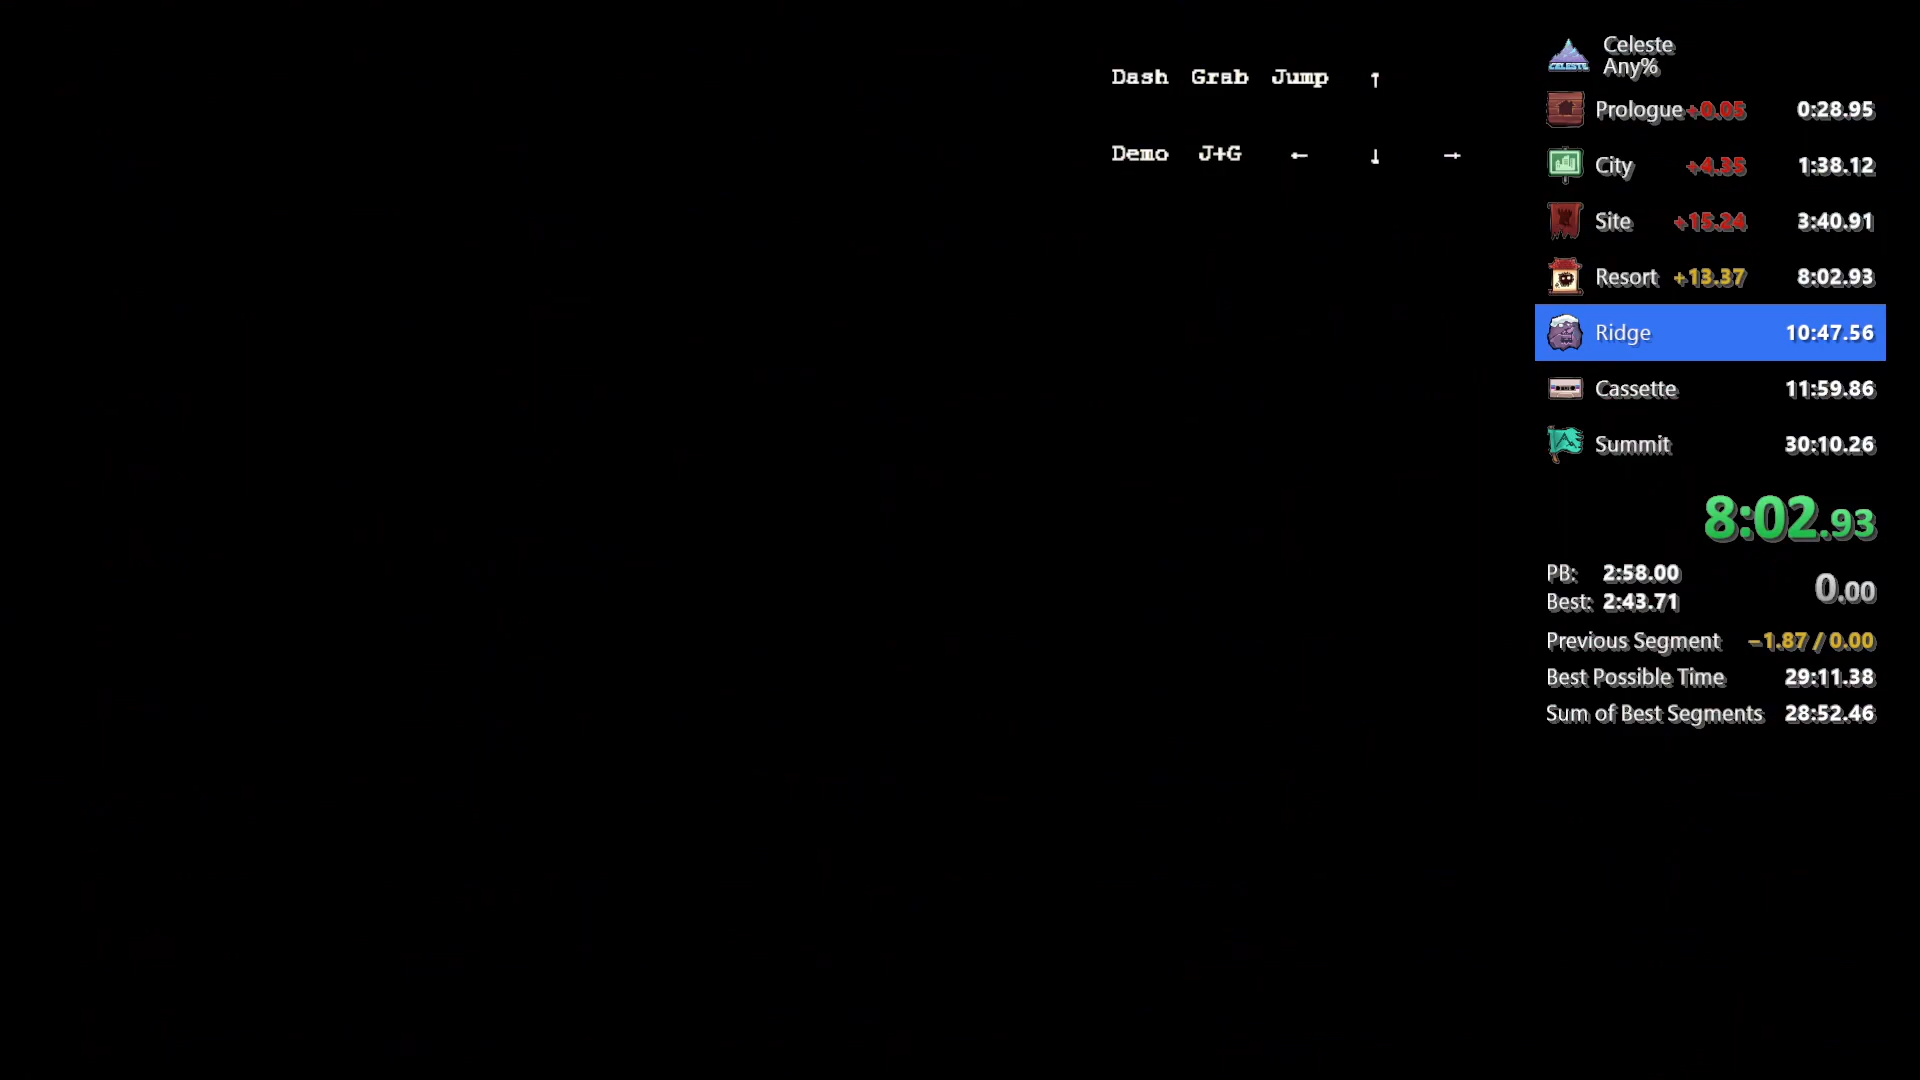 Dash Grab Jump ↑
Demo J+G ← ↓ →
CELESTE
Celeste
Any%
Prologue +0.05 0:28.95
City +4.35 1:38.12
Site +15.24 3:40.91
Resort +13.37 8:02.93
Ridge 10:47.56
Cassette 11:59.86
Summit 30:10.26
8:02.93
PB: 2:58.00
0.00
Best: 2:43.71
Previous Segment −1.87 / 0.00
Best Possible Time 29:11.38
Sum of Best Segments 28:52.46